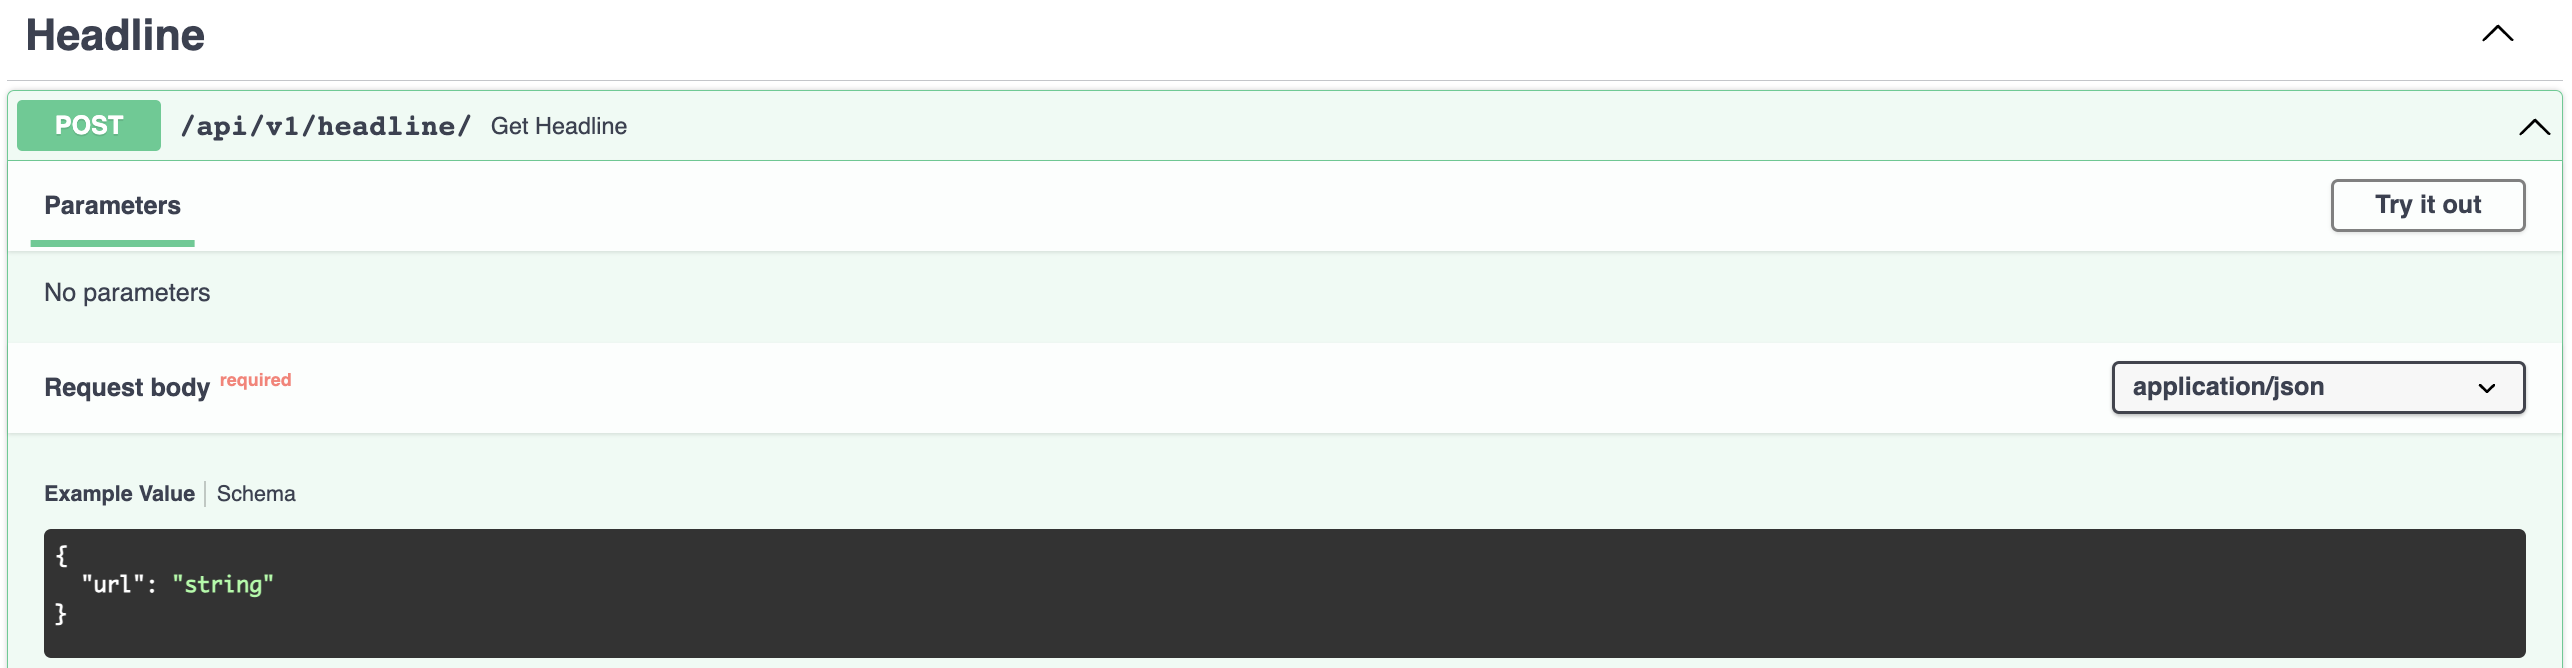 Headline
POST /api/v1/headline/ Get Headline
Parameters
Try it out
No parameters
Request body required
application/json
Example Value | Schema
{
  "url": "string"
}